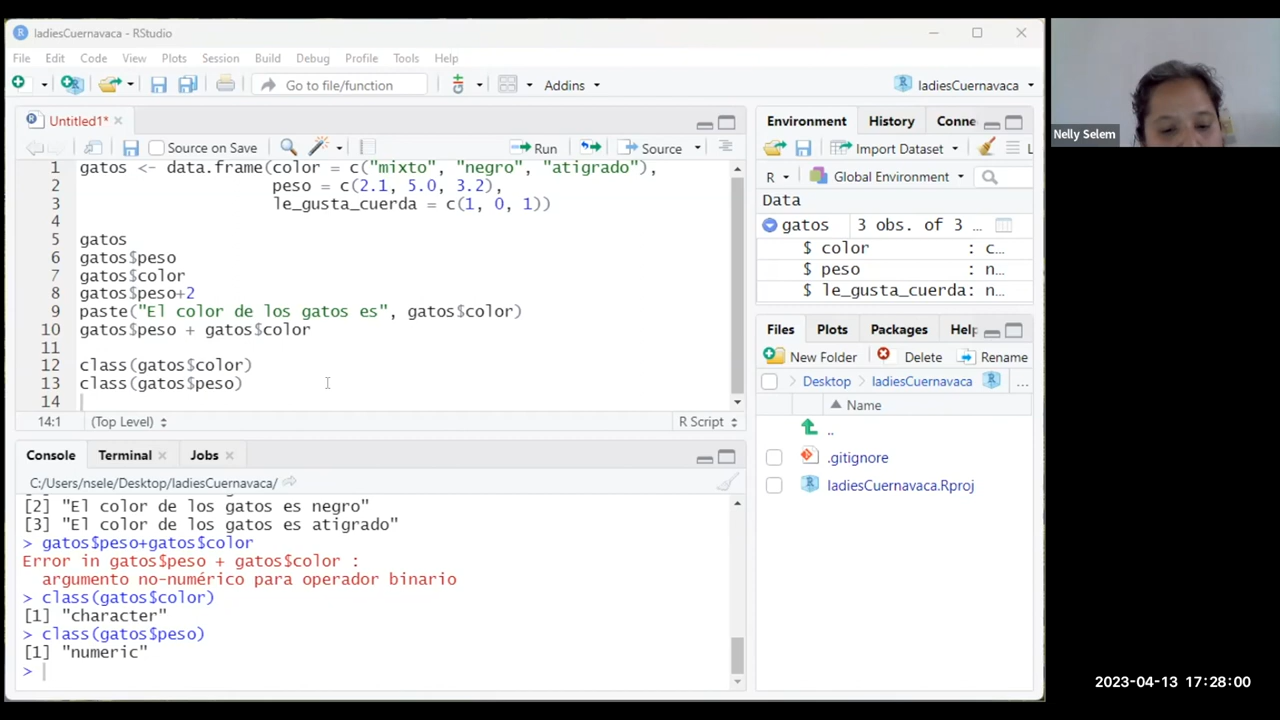 ladiesCuernavaca - RStudio
File Edit Code View Plots Session Build Debug Profile Tools Help
Go to file/function Addins ladiesCuernavaca
Untitled1*
Source on Save Run Source
1 gatos <- data.frame(color = c("mixto", "negro", "atigrado"),
2 peso = c(2.1, 5.0, 3.2),
3 le_gusta_cuerda = c(1, 0, 1))
4
5 gatos
6 gatos$peso
7 gatos$color
8 gatos$peso+2
9 paste("El color de los gatos es", gatos$color)
10 gatos$peso + gatos$color
11
12 class(gatos$color)
13 class(gatos$peso)
14
14:1 (Top Level) R Script
Console Terminal Jobs
C:/Users/nsele/Desktop/ladiesCuernavaca/
[2] "El color de los gatos es negro"
[3] "El color de los gatos es atigrado"
> gatos$peso+gatos$color
Error in gatos$peso + gatos$color :
argumento no-numérico para operador binario
> class(gatos$color)
[1] "character"
> class(gatos$peso)
[1] "numeric"
>
Environment History Conne
Import Dataset
R Global Environment
Data
gatos 3 obs. of 3 …
$ color : c…
$ peso : n…
$ le_gusta_cuerda: n…
Files Plots Packages Help
New Folder Delete Rename
Desktop ladiesCuernavaca ...
Name
..
.gitignore
ladiesCuernavaca.Rproj
Nelly Selem
2023-04-13 17:28:00